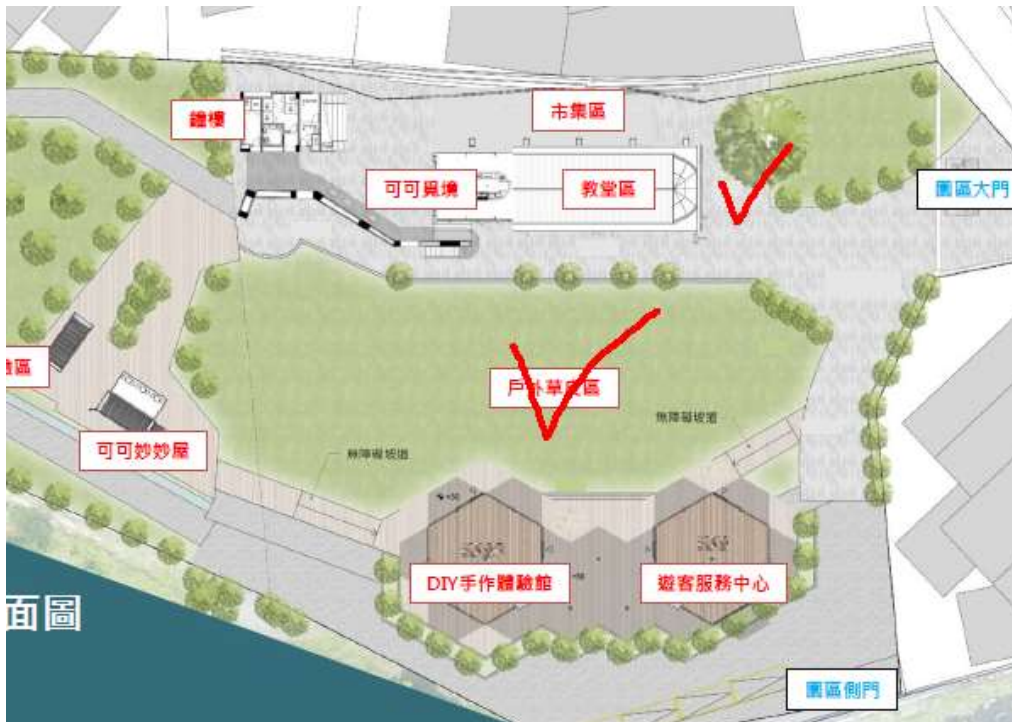 市集區
鐘樓
可可覓境
教堂區
園區大門
戶外草皮區
無障礙坡道
可可妙妙屋
無障礙坡道
DIY手作體驗館
遊客服務中心
面圖
園區側門